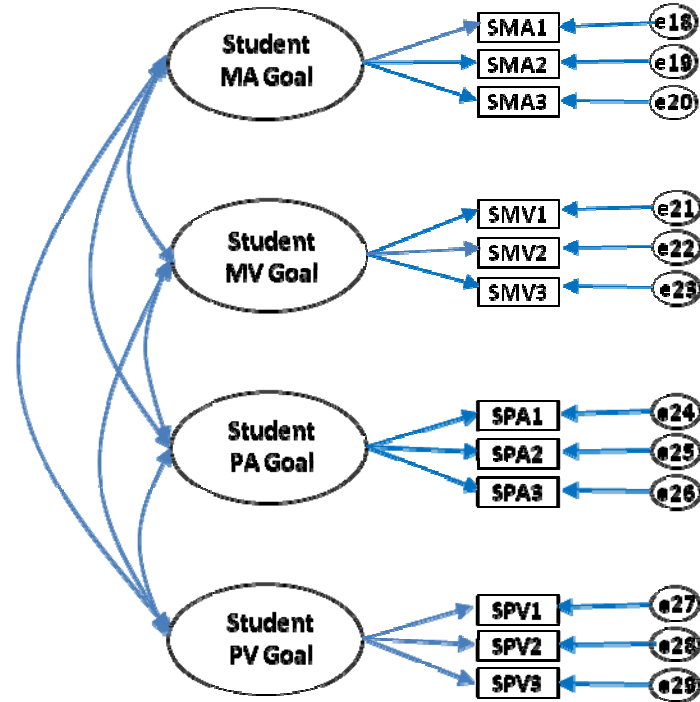 Student
MA Goal
SMA1
e18
SMA2
e19
SMA3
e20
Student
MV Goal
SMV1
e21
SMV2
e22
SMV3
e23
Student
PA Goal
SPA1
e24
SPA2
e25
SPA3
e26
Student
PV Goal
SPV1
e27
SPV2
e28
SPV3
e29